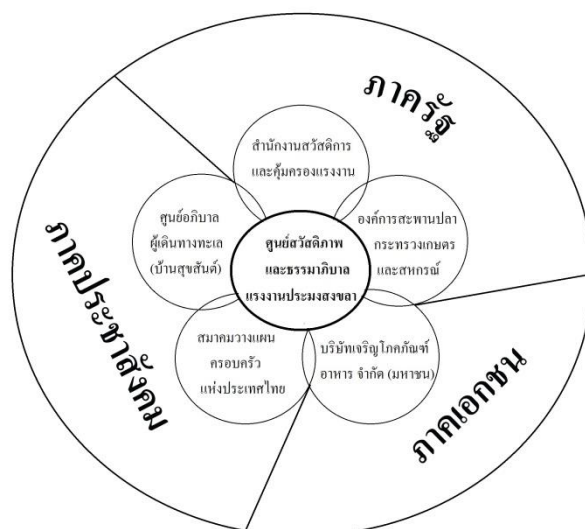 ภาครัฐ
สำนักงานสวัสดิการ
และคุ้มครองแรงงาน
ศูนย์อภิบาล
ผู้เดินทางทะเล
(บ้านสุขสันต์)
องค์การสะพานปลา
กระทรวงเกษตร
และสหกรณ์
ศูนย์สวัสดิภาพ
และธรรมาภิบาล
แรงงานประมงสงขลา
สมาคมวางแผน
ครอบครัว
แห่งประเทศไทย
บริษัทเจริญโภคภัณฑ์
อาหาร จำกัด (มหาชน)
ภาคประชาสังคม
ภาคเอกชน